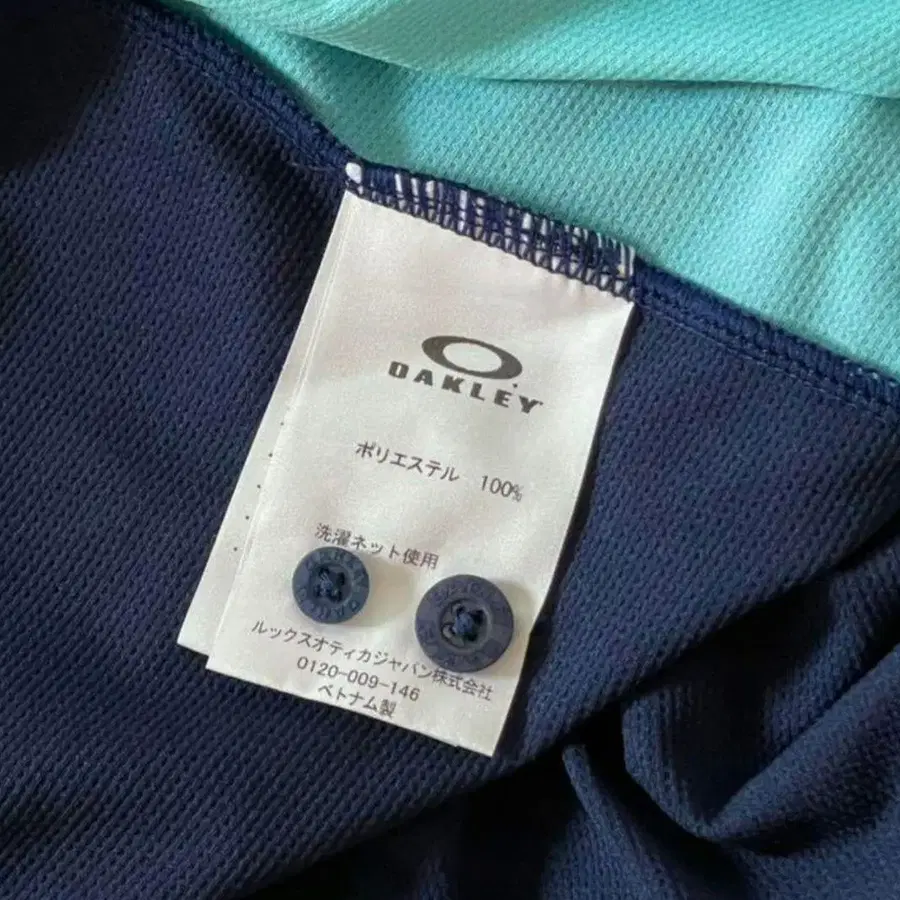 OAKLEY
ポリエステル 100%
洗濯ネット使用
ルックスオティカジャパン株式会社
0120-009-146
ベトナム製